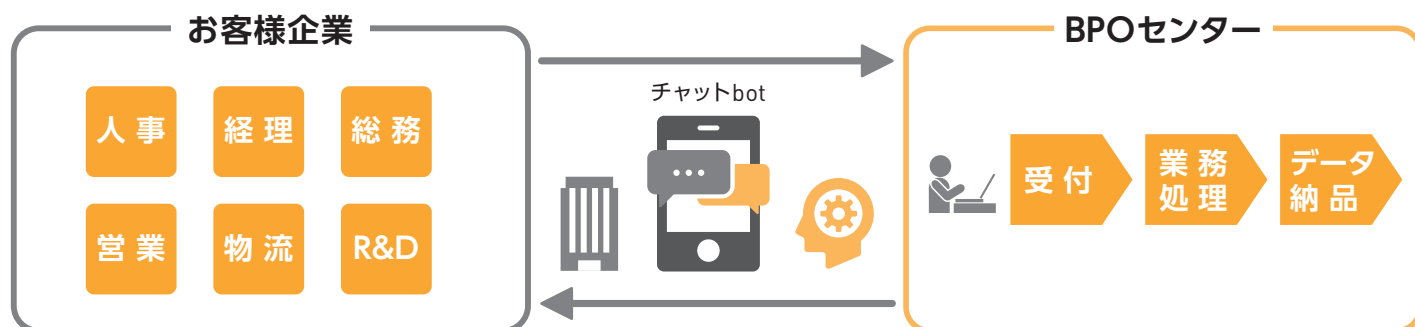 お客様企業
人事
経理
総務
営業
物流
R&D
チャットbot
BPOセンター
受付
業務
処理
データ
納品